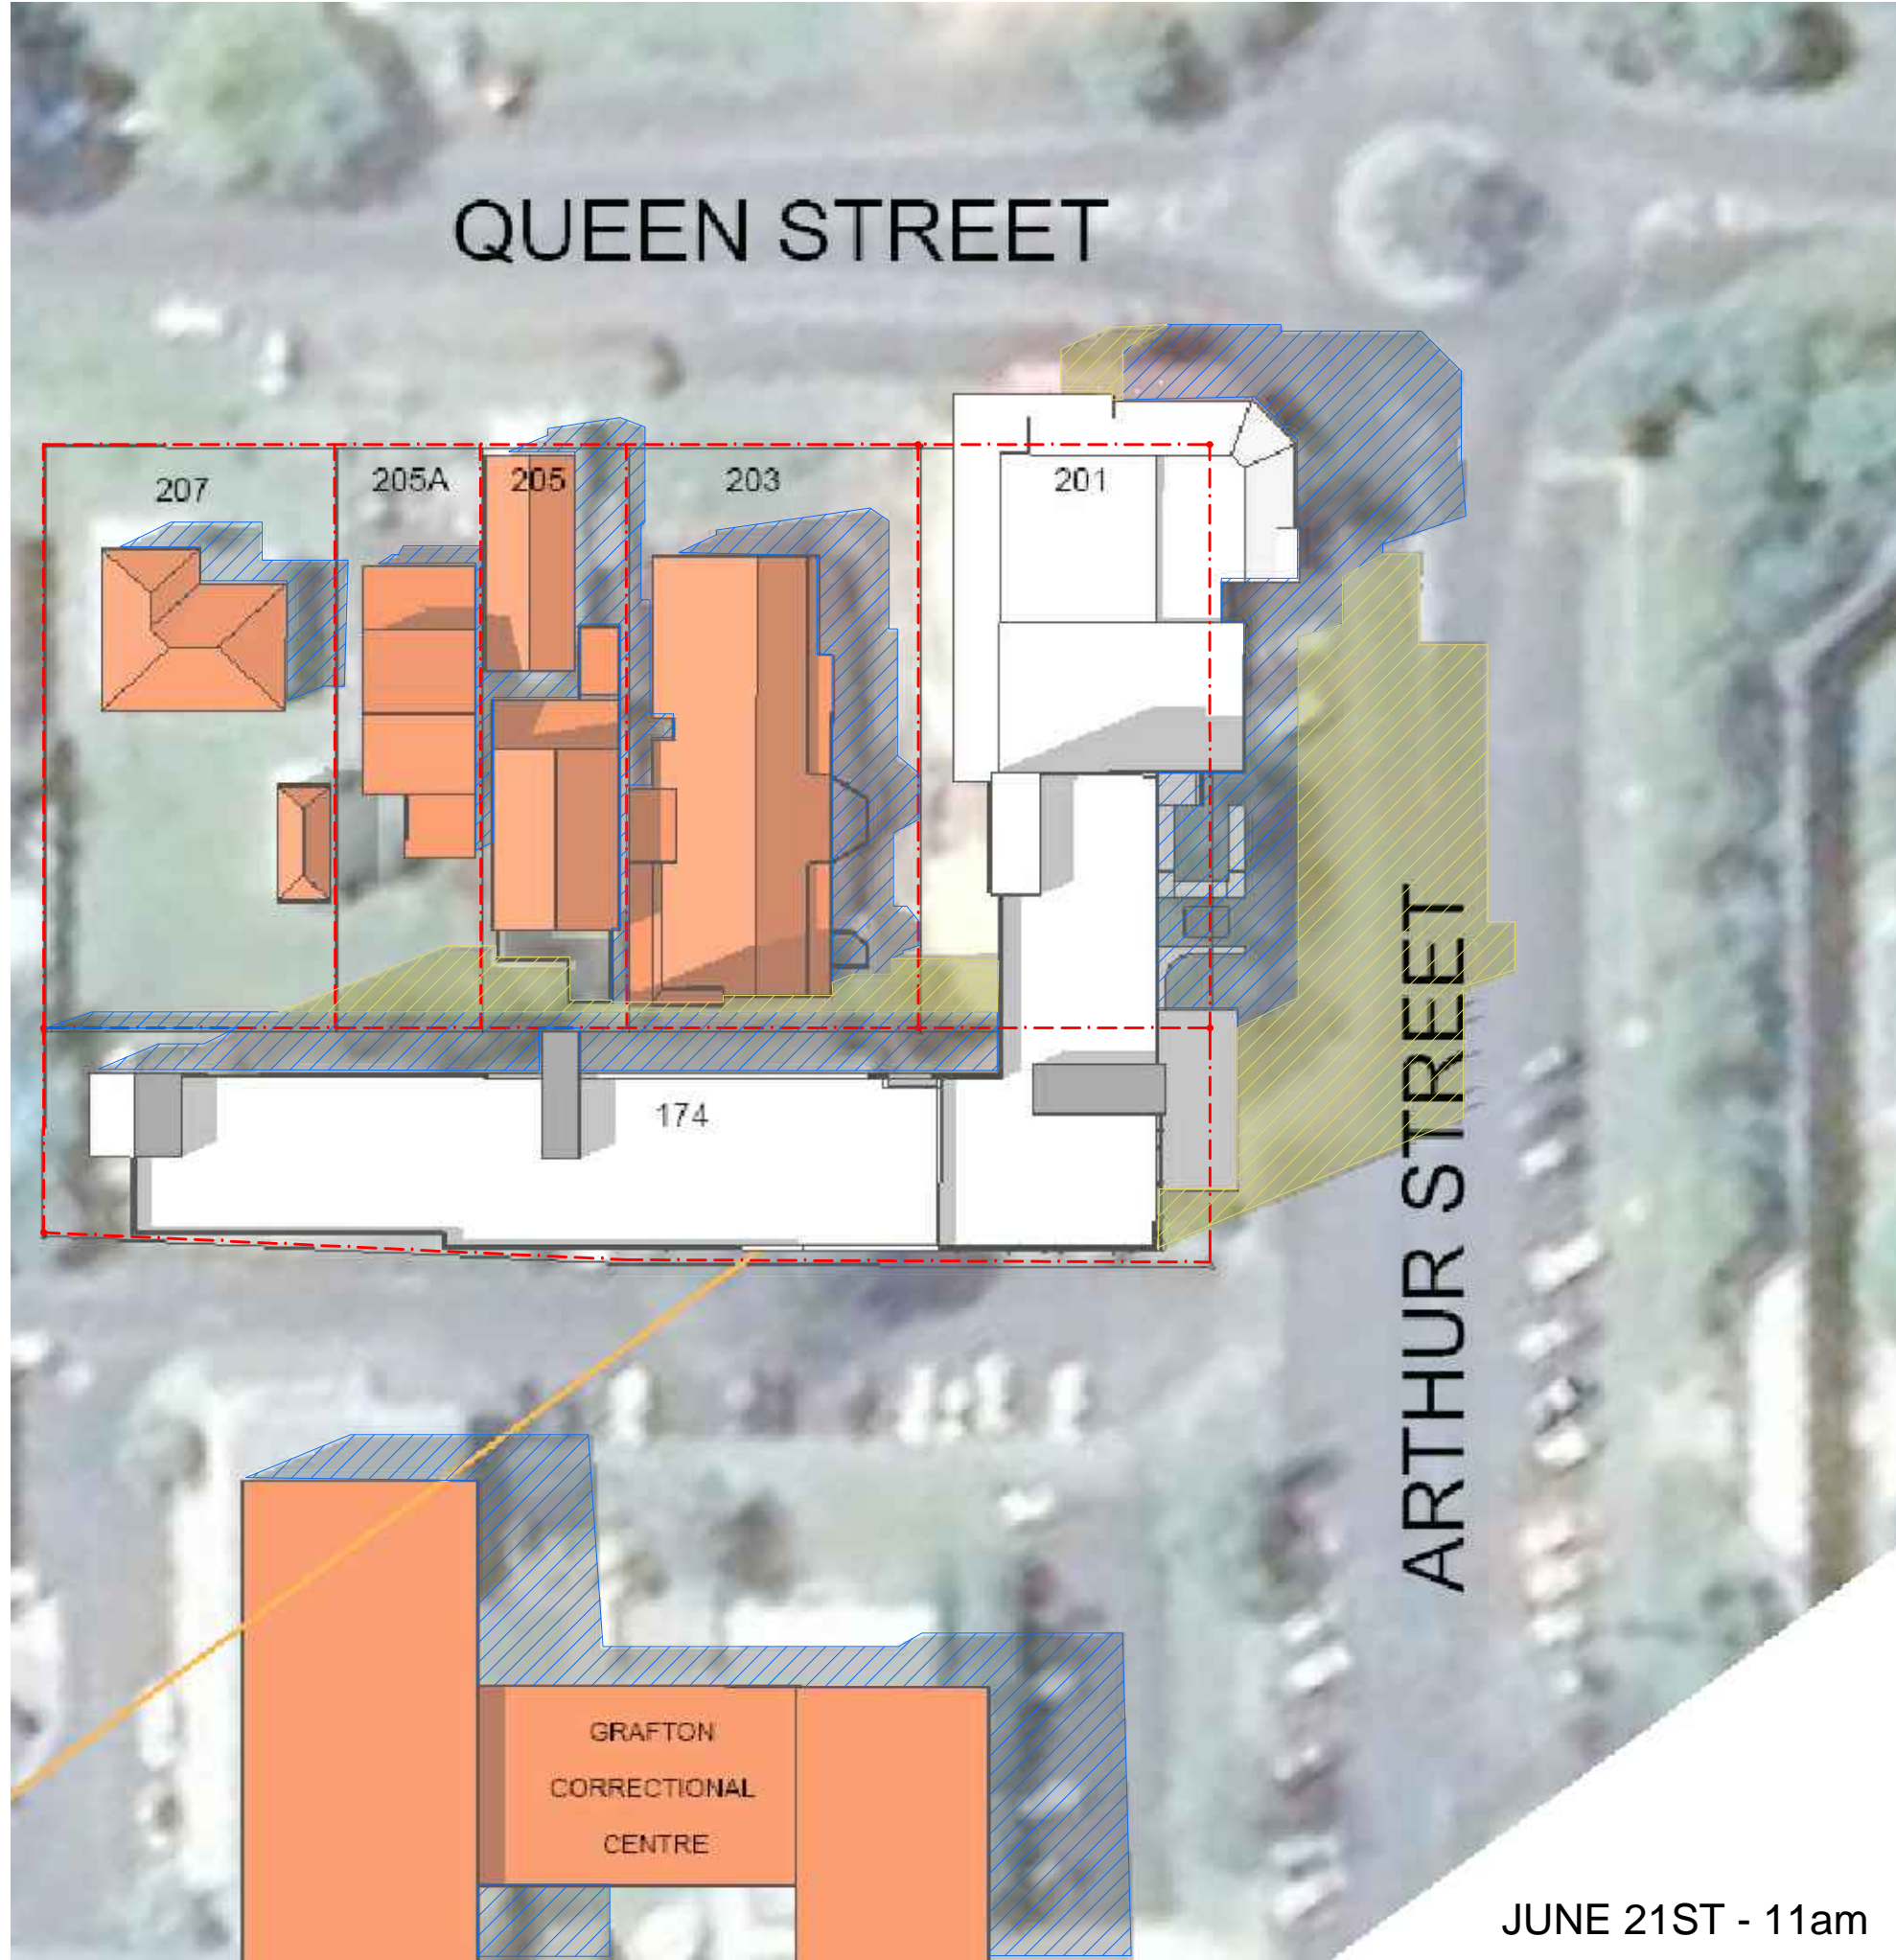 QUEEN STREET
207
205A
205
203
201
174
ARTHUR STREET
GRAFTON
CORRECTIONAL
CENTRE
JUNE 21ST - 11am